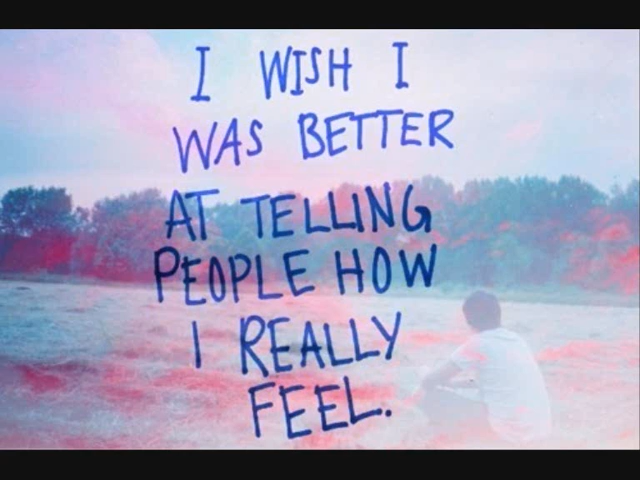 I WISH I
WAS BETTER
AT TELLING
PEOPLE HOW
I REALLY
FEEL.